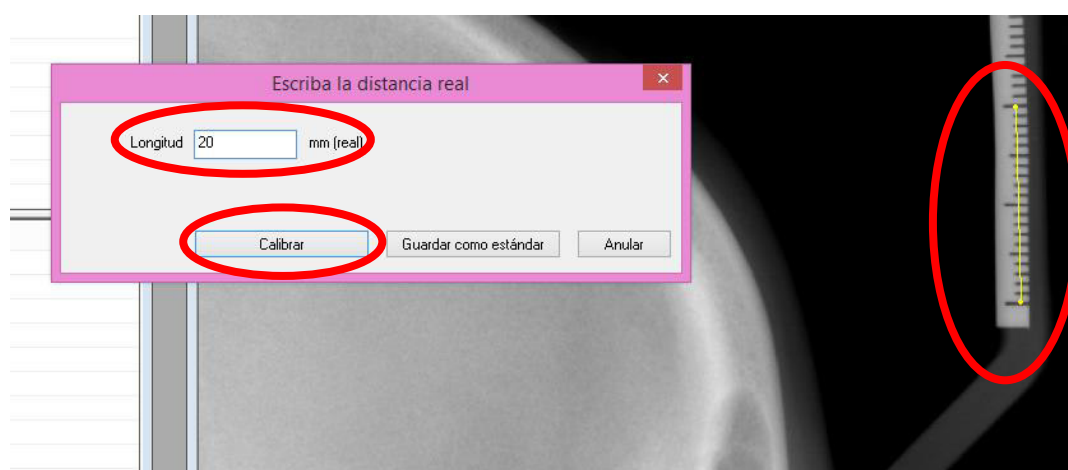 Escriba la distancia real
Longitud 20 mm (real)
Calibrar Guardar como estándar Anular